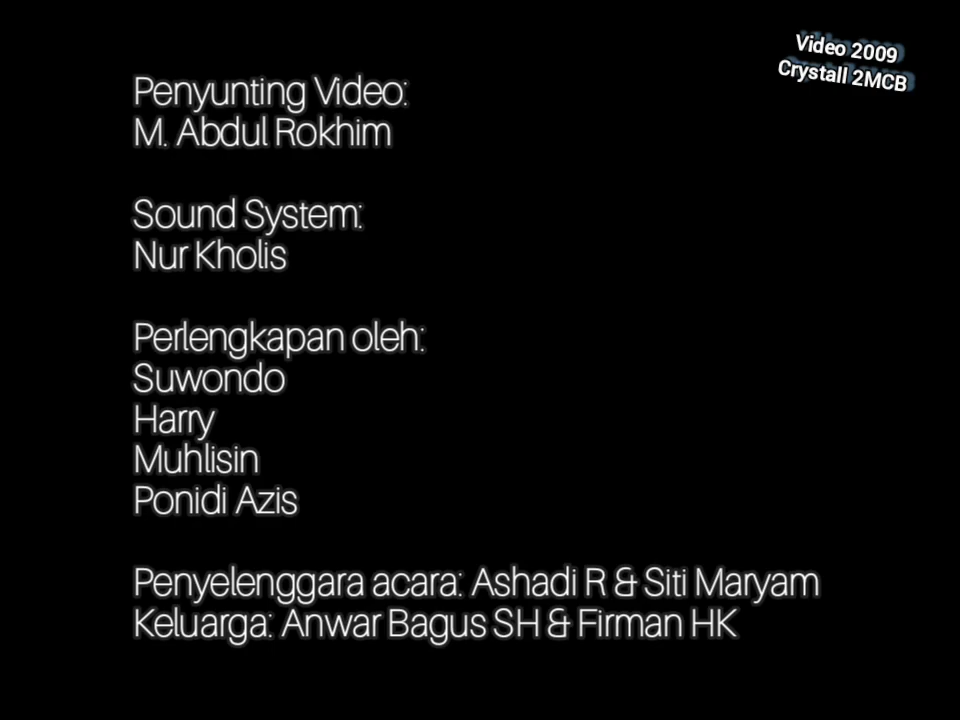 Video 2009
Crystall 2MCB
Penyunting Video:
M. Abdul Rokhim
Sound System:
Nur Kholis
Perlengkapan oleh:
Suwondo
Harry
Muhlisin
Ponidi Azis
Penyelenggara acara: Ashadi R & Siti Maryam
Keluarga: Anwar Bagus SH & Firman HK